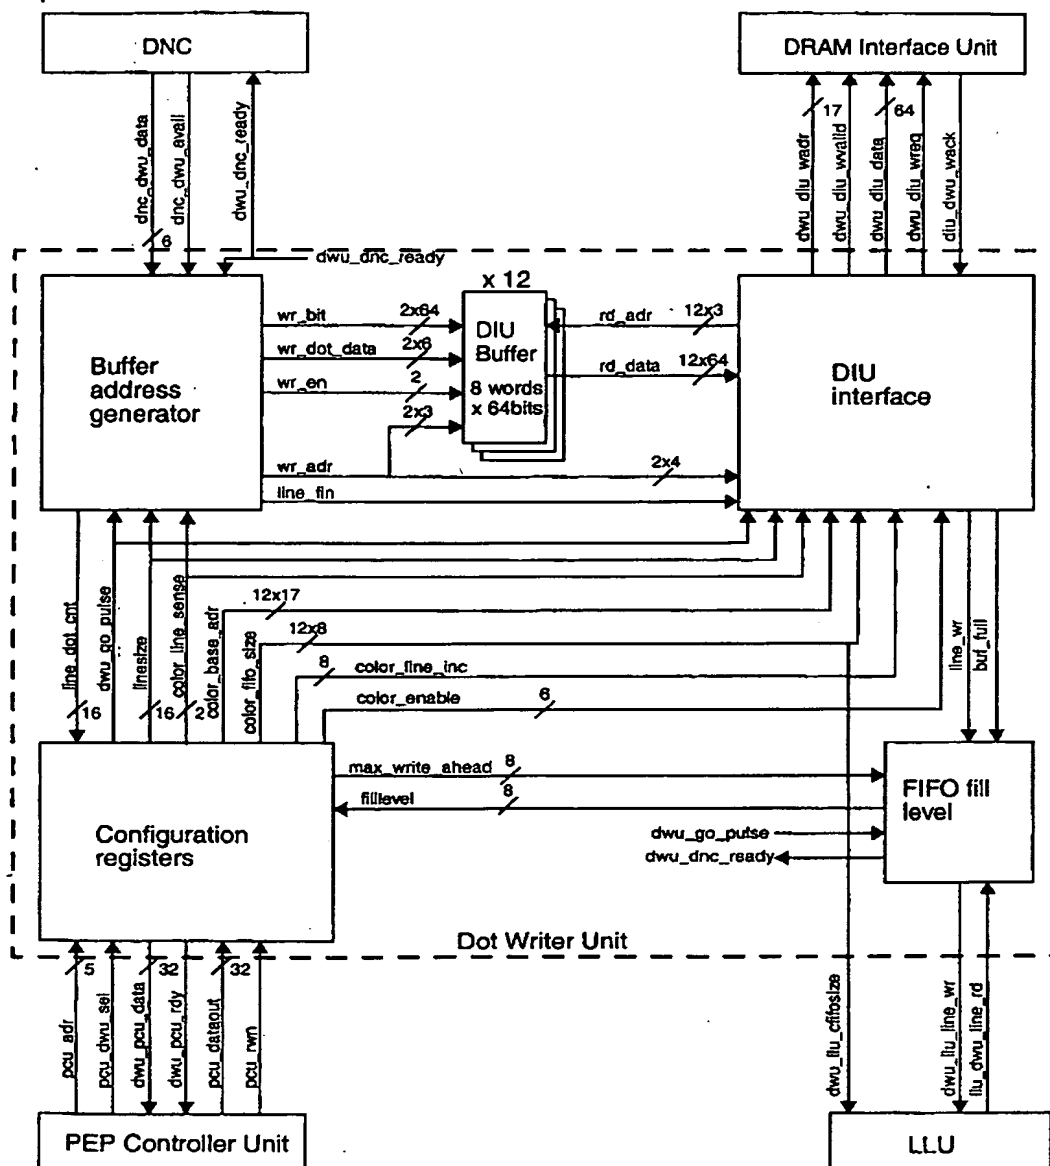 DNC
DRAM Interface Unit
dnc_dwu_data
6
dnc_dwu_avail
dwu_dnc_ready
dwu_diu_wadr
17
dwu_diu_wvalid
dwu_diu_data
64
dwu_diu_wreq
diu_dwu_wack
dwu_dnc_ready
x 12
Buffer
address
generator
wr_bit
2x64
wr_dot_data
2x6
wr_en
2
2x3
wr_adr
2x4
line_fin
DIU
Buffer
8 words
x 64bits
rd_adr
12x3
rd_data
12x64
DIU
interface
line_dot_cnt
16
dwu_go_pulse
linesize
16
color_line_sense
2
color_base_adr
12x17
color_fifo_size
12x8
8
color_line_inc
color_enable
6
line_wr
buf_full
Configuration
registers
max_write_ahead
8
filllevel
8
dwu_go_pulse
dwu_dnc_ready
FIFO fill
level
Dot Writer Unit
pcu_adr
5
pcu_dwu_sel
dwu_pcu_data
32
dwu_pcu_rdy
pcu_dataout
32
pcu_rwn
dwu_llu_cfifosize
dwu_llu_line_wr
llu_dwu_line_rd
PEP Controller Unit
LLU